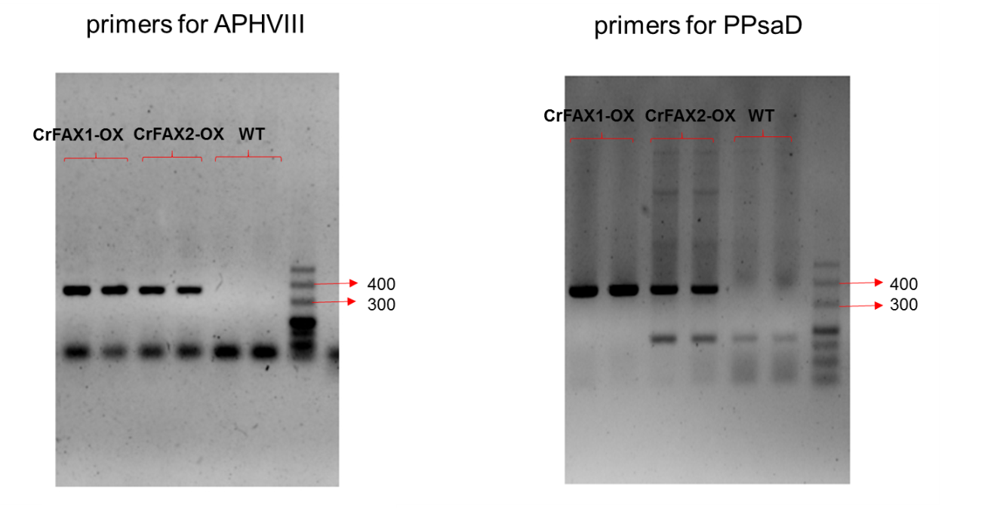 primers for APHVIII
CrFAX1-OX CrFAX2-OX WT
400
300
primers for PPsaD
CrFAX1-OX CrFAX2-OX WT
400
300